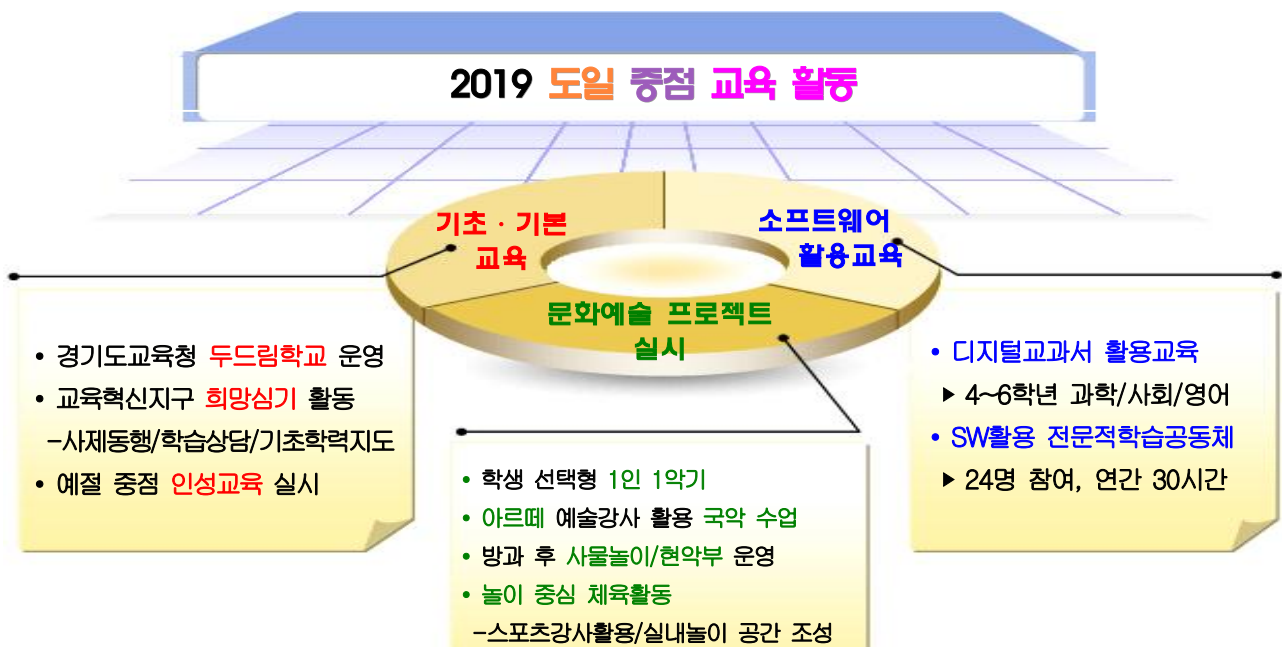 2019 도일 중점 교육 활동
기초 · 기본
교육
소프트웨어
활용교육
문화예술 프로젝트
실시
• 경기도교육청 두드림학교 운영
• 교육혁신지구 희망심기 활동
-사제동행/학습상담/기초학력지도
• 예절 중점 인성교육 실시
• 학생 선택형 1인 1악기
• 아르떼 예술강사 활용 국악 수업
• 방과 후 사물놀이/현악부 운영
• 놀이 중심 체육활동
-스포츠강사활용/실내놀이 공간 조성
• 디지털교과서 활용교육
▶ 4~6학년 과학/사회/영어
• SW활용 전문적학습공동체
▶ 24명 참여, 연간 30시간